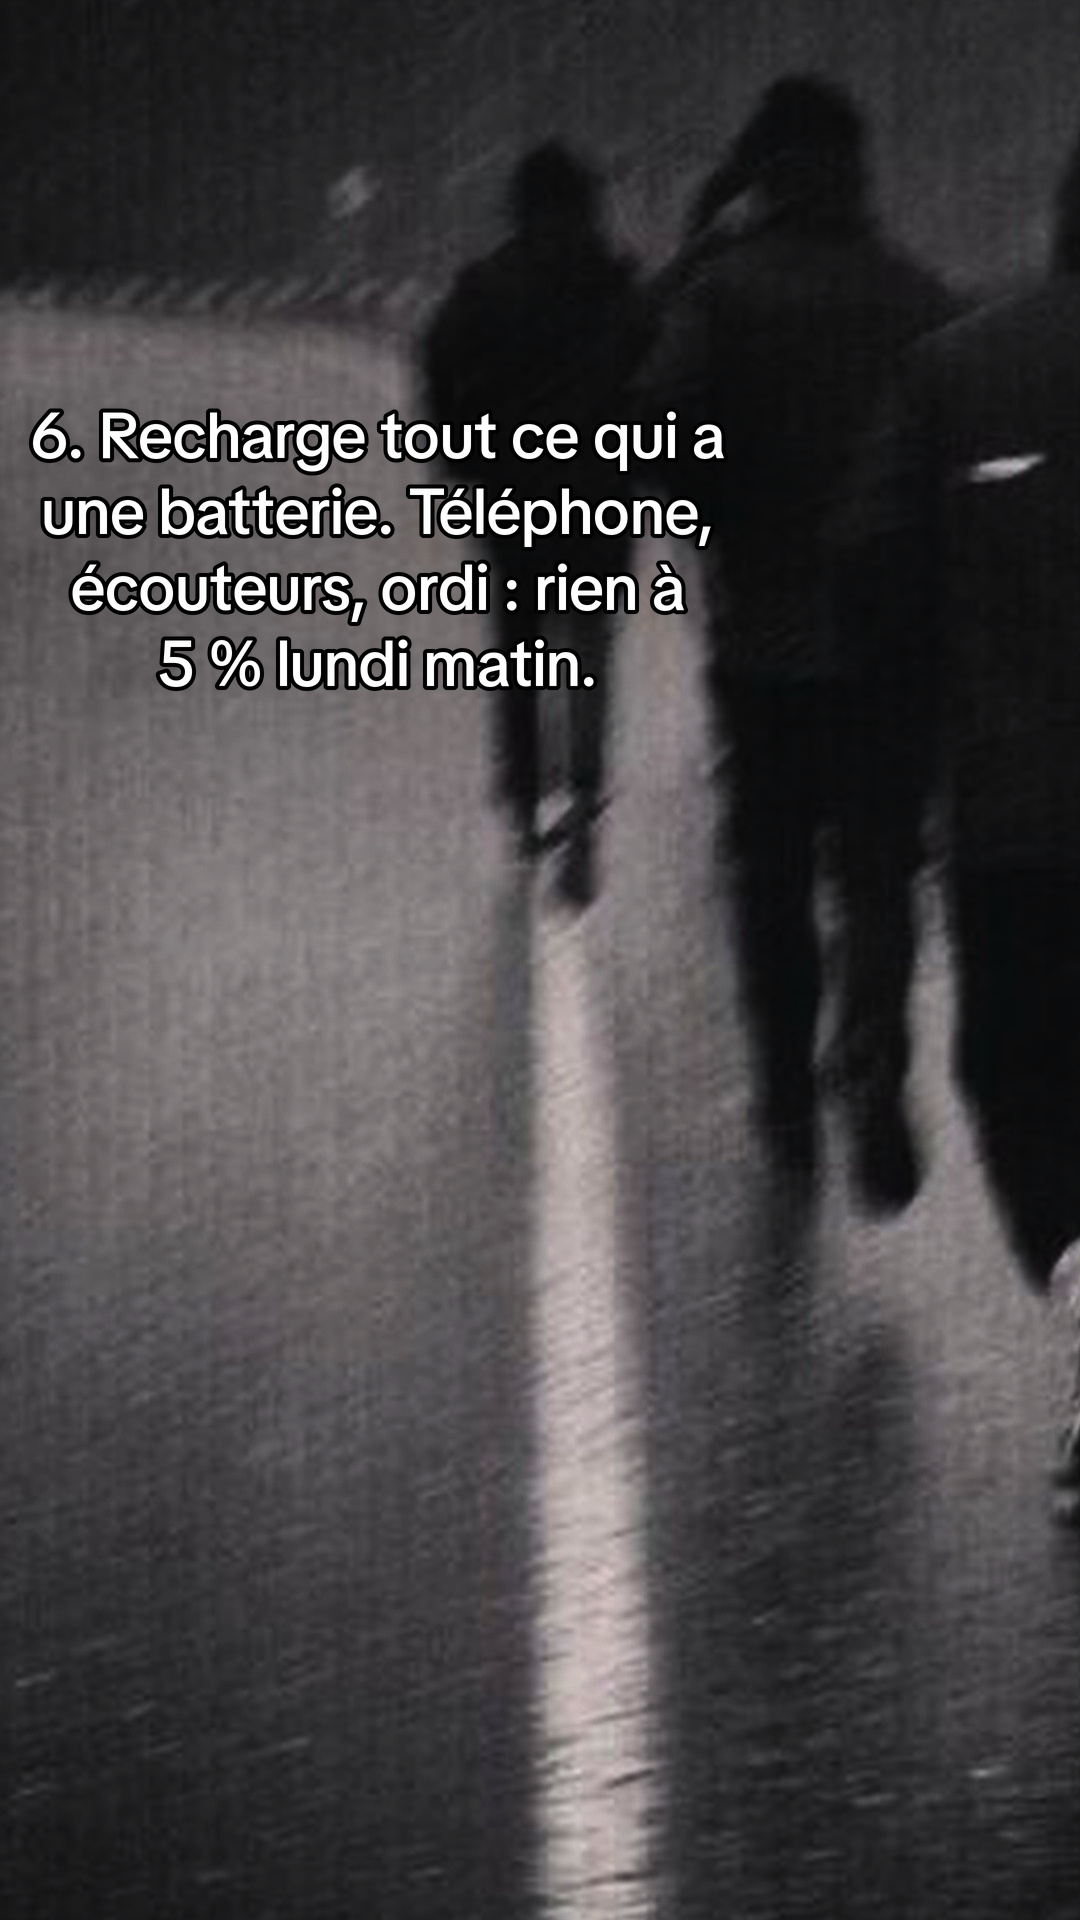 6. Recharge tout ce qui a
une batterie. Téléphone,
écouteurs, ordi : rien à
5 % lundi matin.